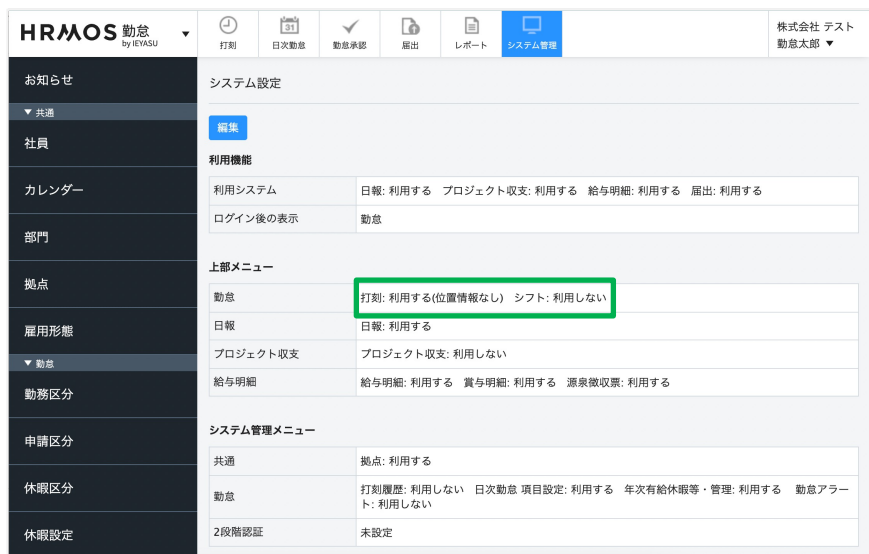 HRMOS 勤怠 ▼
by IEYASU
打刻
31
日次勤怠
勤怠承認
届出
レポート
システム管理
株式会社 テスト
勤怠太郎 ▼
お知らせ
▼ 共通
社員
カレンダー
部門
拠点
雇用形態
▼ 勤怠
勤務区分
申請区分
休暇区分
休暇設定
システム設定
編集
利用機能
利用システム 日報: 利用する プロジェクト収支: 利用する 給与明細: 利用する 届出: 利用する
ログイン後の表示 勤怠
上部メニュー
勤怠 打刻: 利用する(位置情報なし) シフト: 利用しない
日報 日報: 利用する
プロジェクト収支 プロジェクト収支: 利用しない
給与明細 給与明細: 利用する 賞与明細: 利用する 源泉徴収票: 利用する
システム管理メニュー
共通 拠点: 利用する
勤怠 打刻履歴: 利用しない 日次勤怠 項目設定: 利用する 年次有給休暇等・管理: 利用する 勤怠アラー
ト: 利用しない
2段階認証 未設定